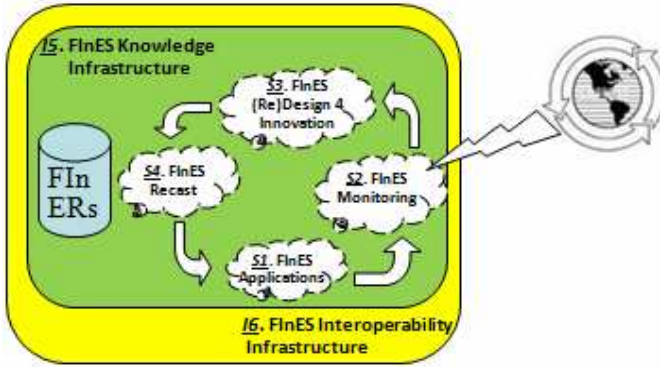 I5. FInES Knowledge
Infrastructure
S3. FInES
(Re)Design 4
Innovation
S4. FInES
Recast
FIn
ERs
S2. FInES
Monitoring
S1. FInES
Applications
I6. FInES Interoperability
Infrastructure